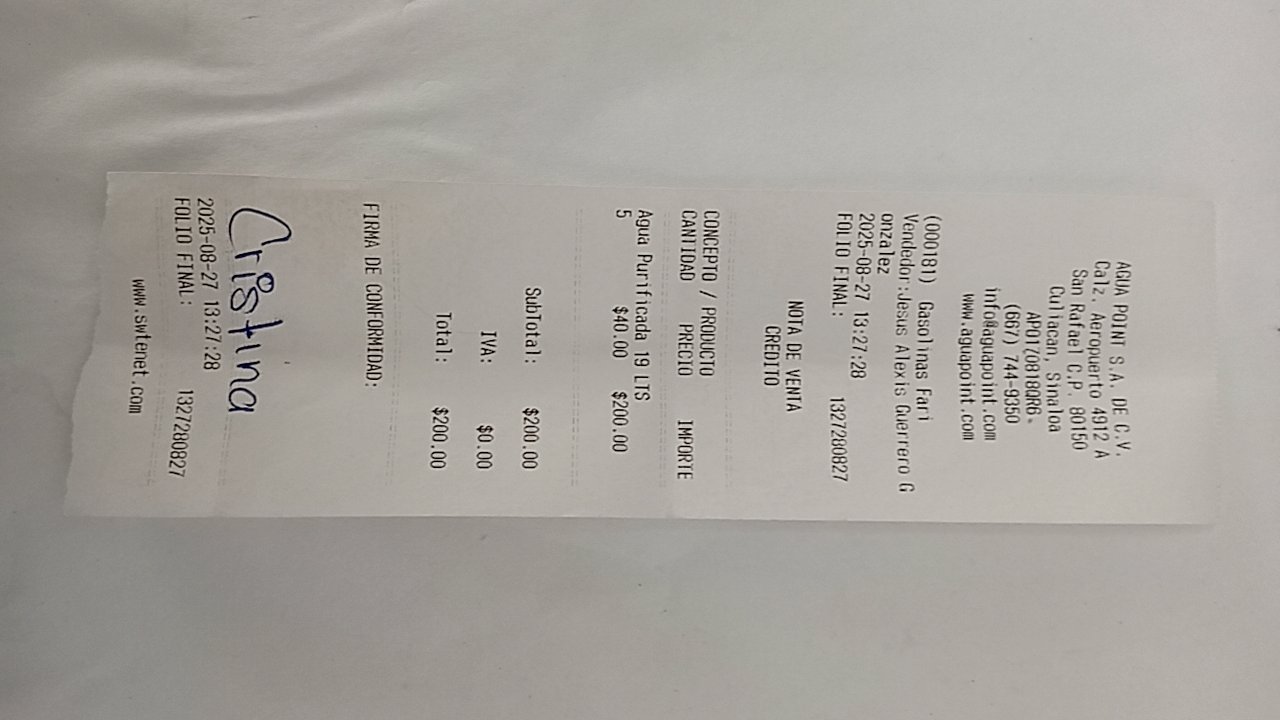 AGUA POINT S.A. DE C.V.
Calz. Aeropuerto 4912 A
San Rafael C.P. 80150
Culiacan, Sinaloa
APO170818QR6.
(667) 744-9350
info@aguapoint.com
www.aguapoint.com
(000181) Gasolinas Fari
Vendedor:Jesus Alexis Guerrero G
onzalez
2025-08-27 13:27:28
FOLIO FINAL: 1327280827
NOTA DE VENTA
CREDITO
CONCEPTO / PRODUCTO
CANTIDAD PRECIO IMPORTE
Agua Purificada 19 LTS
5 $40.00 $200.00
SubTotal: $200.00
IVA: $0.00
Total: $200.00
FIRMA DE CONFORMIDAD:
Cristina
2025-08-27 13:27:28
FOLIO FINAL: 1327280827
www.swtenet.com